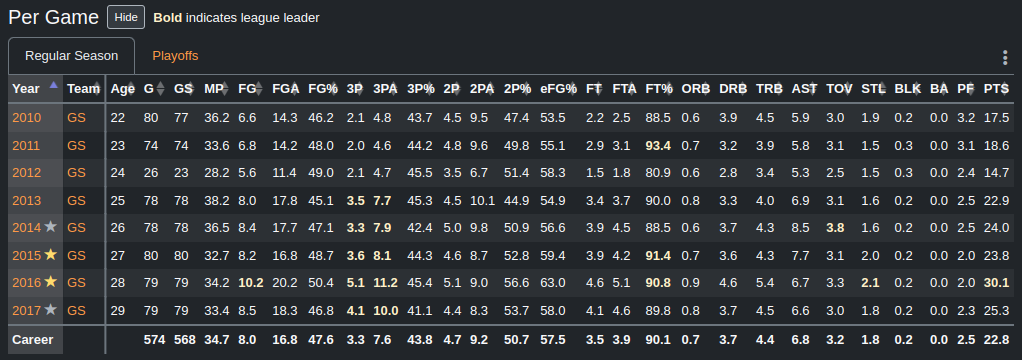 Per Game Hide Bold indicates league leader
Regular Season Playoffs
Year Team Age G GS MP FG FGA FG% 3P 3PA 3P% 2P 2PA 2P% eFG% FT FTA FT% ORB DRB TRB AST TOV STL BLK BA PF PTS
2010 GS 22 80 77 36.2 6.6 14.3 46.2 2.1 4.8 43.7 4.5 9.5 47.4 53.5 2.2 2.5 88.5 0.6 3.9 4.5 5.9 3.0 1.9 0.2 0.0 3.2 17.5
2011 GS 23 74 74 33.6 6.8 14.2 48.0 2.0 4.6 44.2 4.8 9.6 49.8 55.1 2.9 3.1 93.4 0.7 3.2 3.9 5.8 3.1 1.5 0.3 0.0 3.1 18.6
2012 GS 24 26 23 28.2 5.6 11.4 49.0 2.1 4.7 45.5 3.5 6.7 51.4 58.3 1.5 1.8 80.9 0.6 2.8 3.4 5.3 2.5 1.5 0.3 0.0 2.4 14.7
2013 GS 25 78 78 38.2 8.0 17.8 45.1 3.5 7.7 45.3 4.5 10.1 44.9 54.9 3.4 3.7 90.0 0.8 3.3 4.0 6.9 3.1 1.6 0.2 0.0 2.5 22.9
2014 GS 26 78 78 36.5 8.4 17.7 47.1 3.3 7.9 42.4 5.0 9.8 50.9 56.6 3.9 4.5 88.5 0.6 3.7 4.3 8.5 3.8 1.6 0.2 0.0 2.5 24.0
2015 GS 27 80 80 32.7 8.2 16.8 48.7 3.6 8.1 44.3 4.6 8.7 52.8 59.4 3.9 4.2 91.4 0.7 3.6 4.3 7.7 3.1 2.0 0.2 0.0 2.0 23.8
2016 GS 28 79 79 34.2 10.2 20.2 50.4 5.1 11.2 45.4 5.1 9.0 56.6 63.0 4.6 5.1 90.8 0.9 4.6 5.4 6.7 3.3 2.1 0.2 0.0 2.0 30.1
2017 GS 29 79 79 33.4 8.5 18.3 46.8 4.1 10.0 41.1 4.4 8.3 53.7 58.0 4.1 4.6 89.8 0.8 3.7 4.5 6.6 3.0 1.8 0.2 0.0 2.3 25.3
Career 574 568 34.7 8.0 16.8 47.6 3.3 7.6 43.8 4.7 9.2 50.7 57.5 3.5 3.9 90.1 0.7 3.7 4.4 6.8 3.2 1.8 0.2 0.0 2.5 22.8